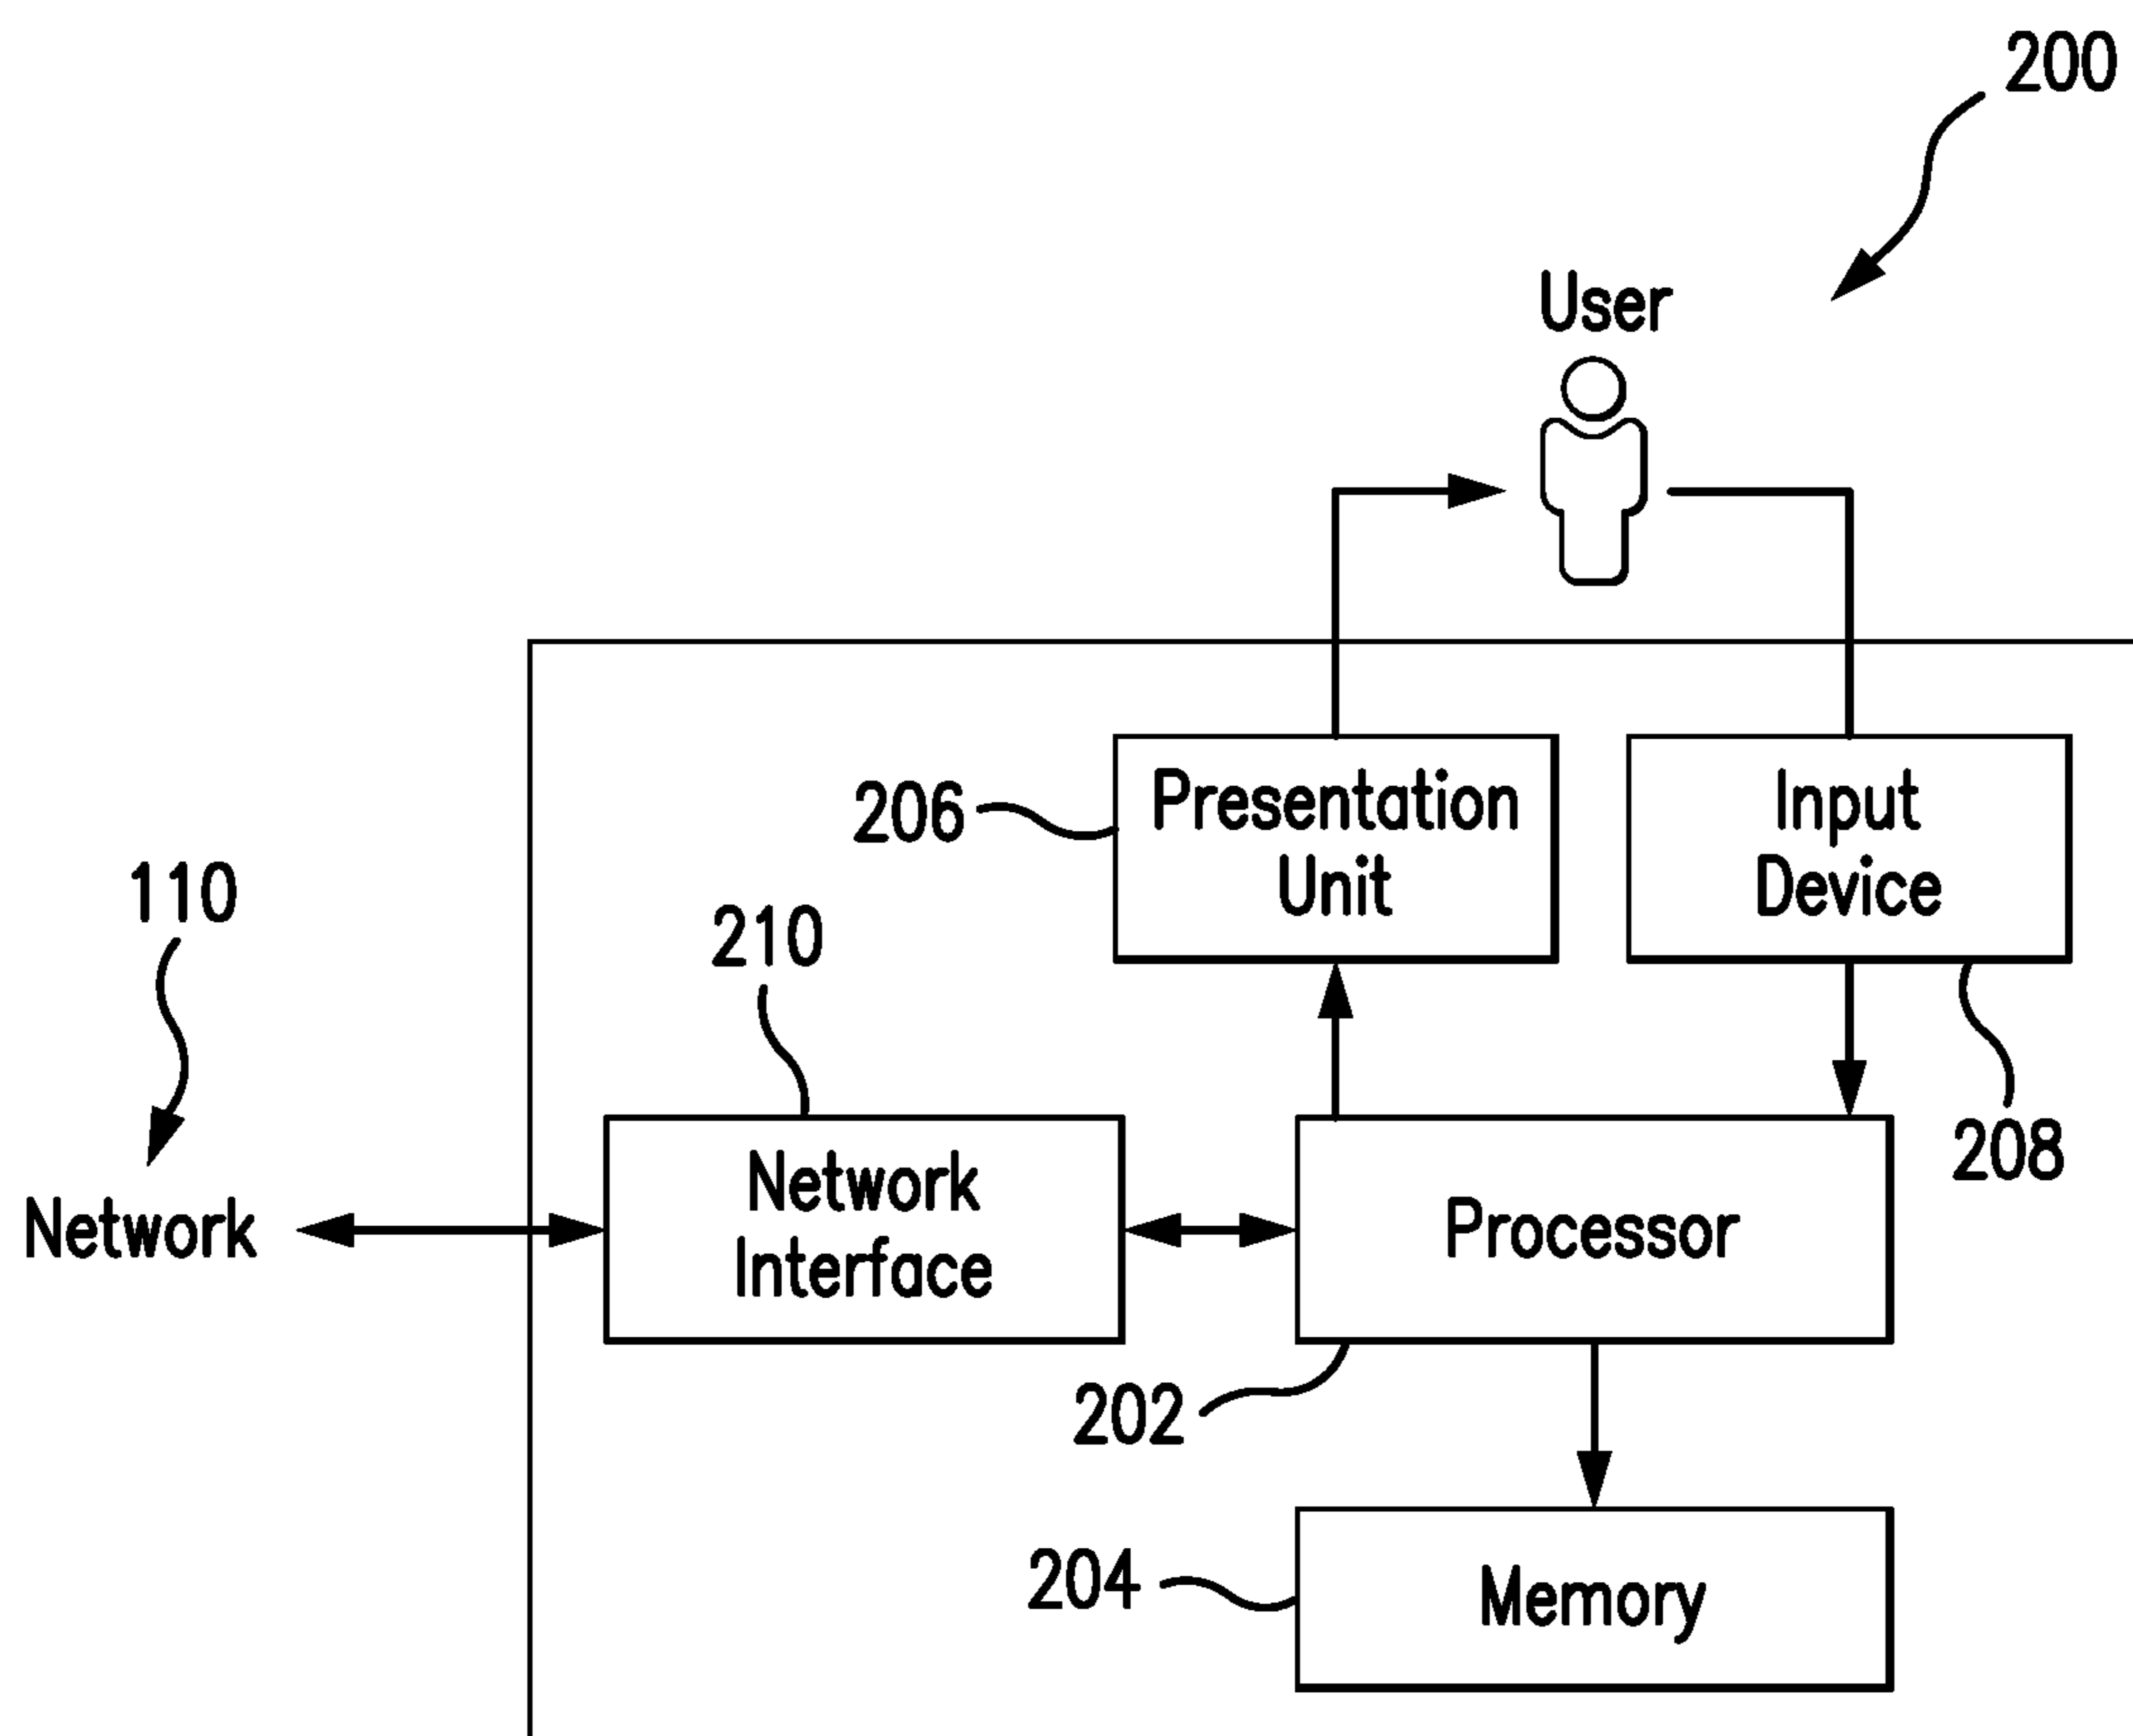 200
User
206
Presentation
Unit
Input
Device
110
210
208
Network
Network
Interface
Processor
202
204
Memory